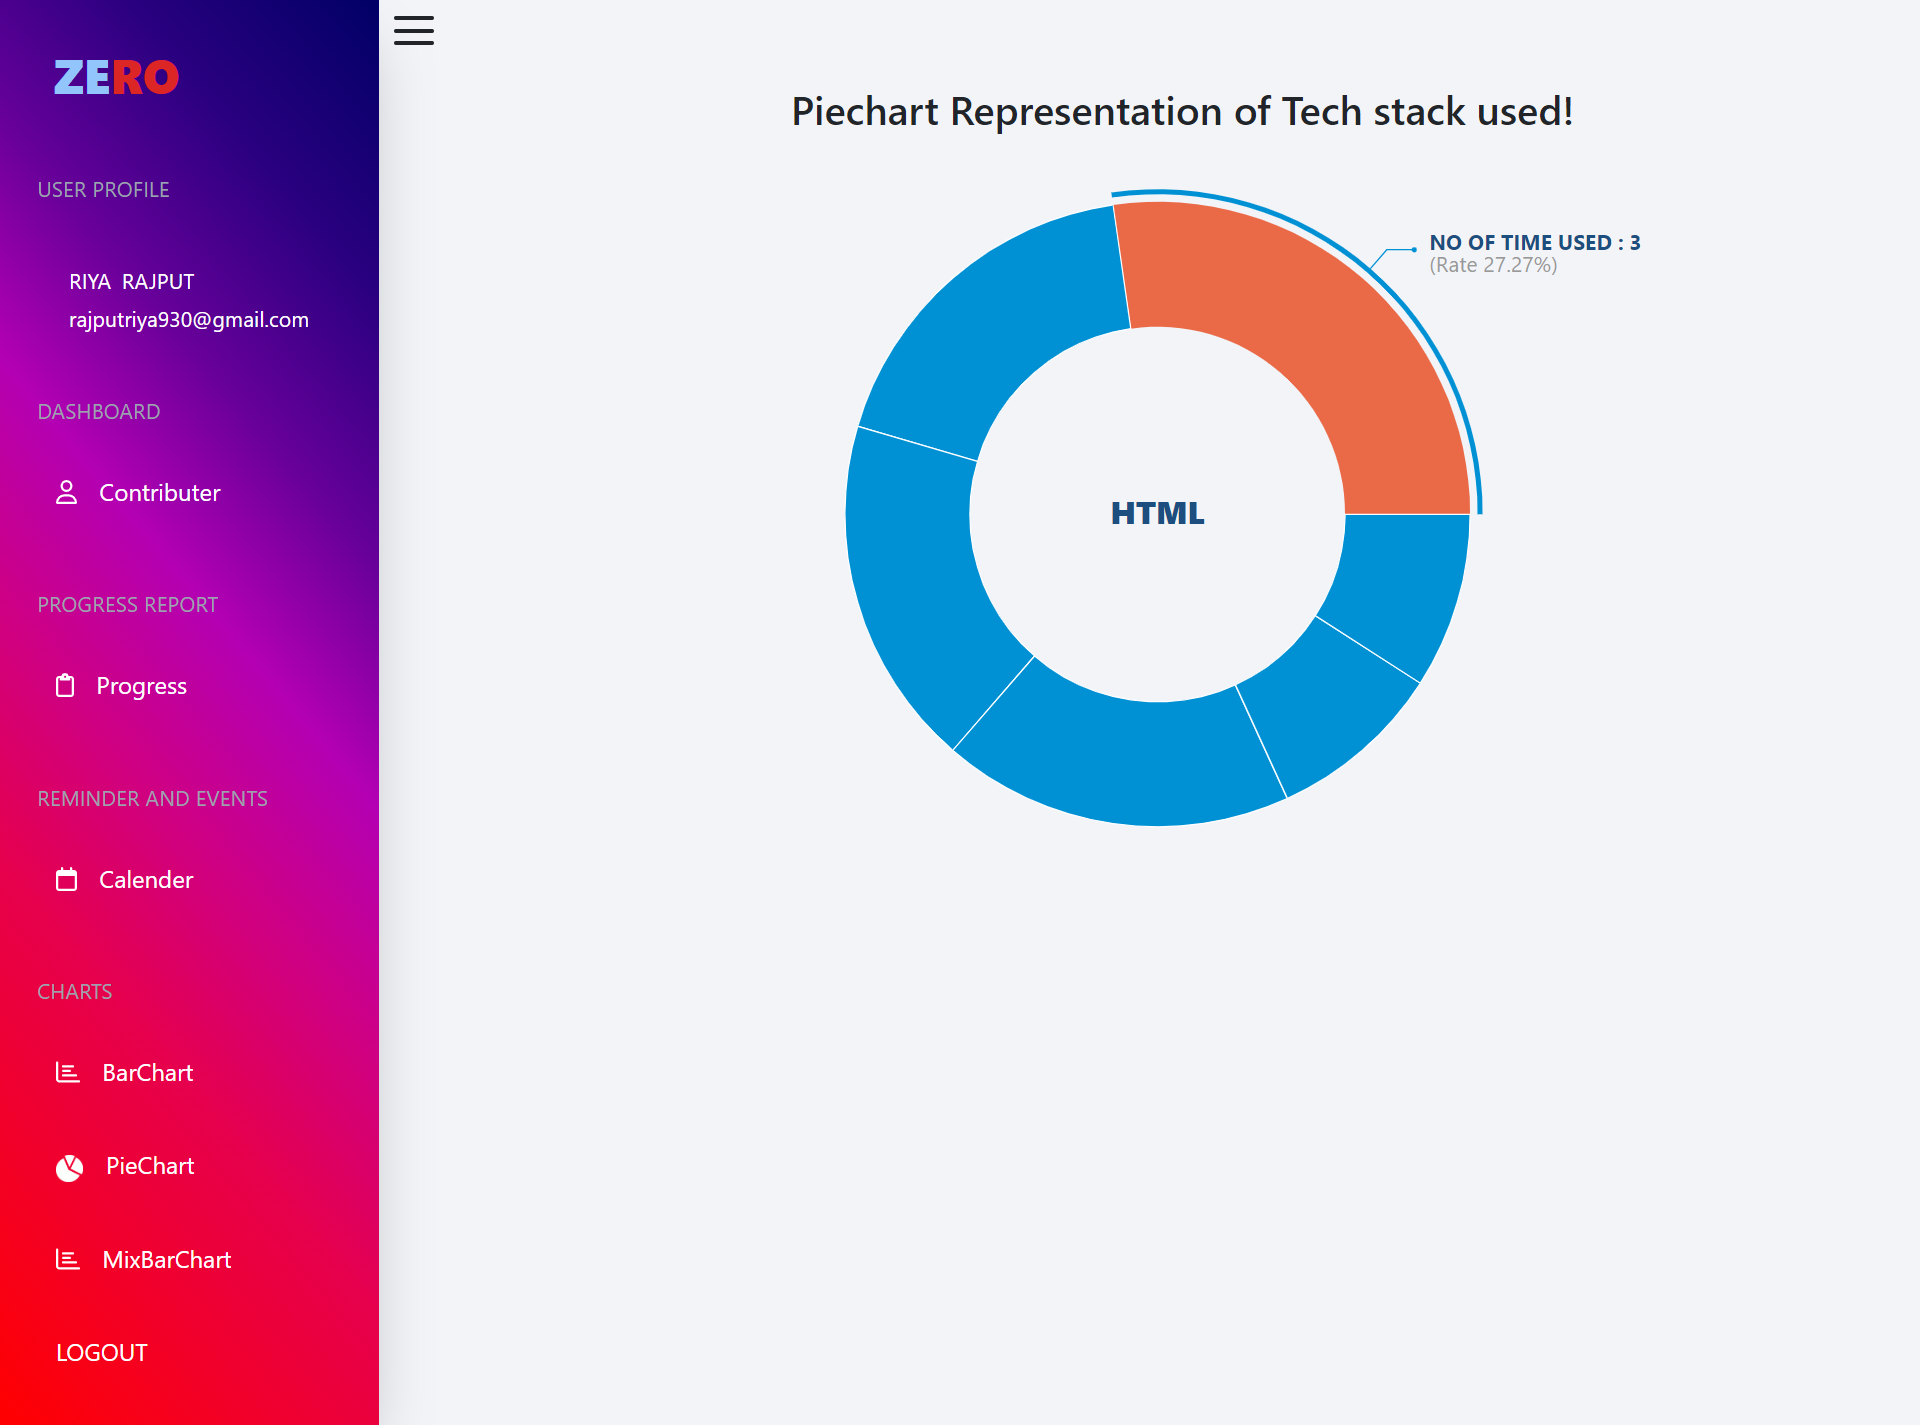 ZERO
USER PROFILE
RIYA RAJPUT
rajputriya930@gmail.com
DASHBOARD
Contributer
PROGRESS REPORT
Progress
REMINDER AND EVENTS
Calender
CHARTS
BarChart
PieChart
MixBarChart
LOGOUT
Piechart Representation of Tech stack used!
NO OF TIME USED : 3
(Rate 27.27%)
HTML